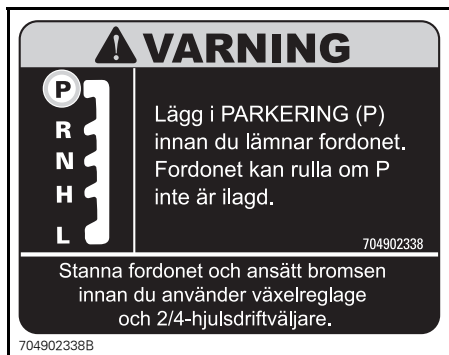 VARNING
P
R
N
H
L
Lägg i PARKERING (P)
innan du lämnar fordonet.
Fordonet kan rulla om P
inte är ilagd.
704902338
Stanna fordonet och ansätt bromsen
innan du använder växelreglage
och 2/4-hjulsdriftväljare.
704902338B